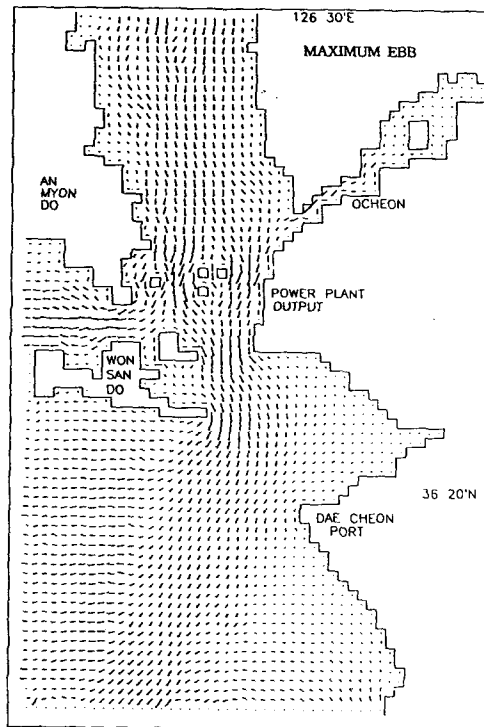 126 30'E
MAXIMUM EBB
AN
MYON
DO
OCHEON
POWER PLANT
OUTPUT
WON
SAN
DO
36 20'N
DAE CHEON
PORT